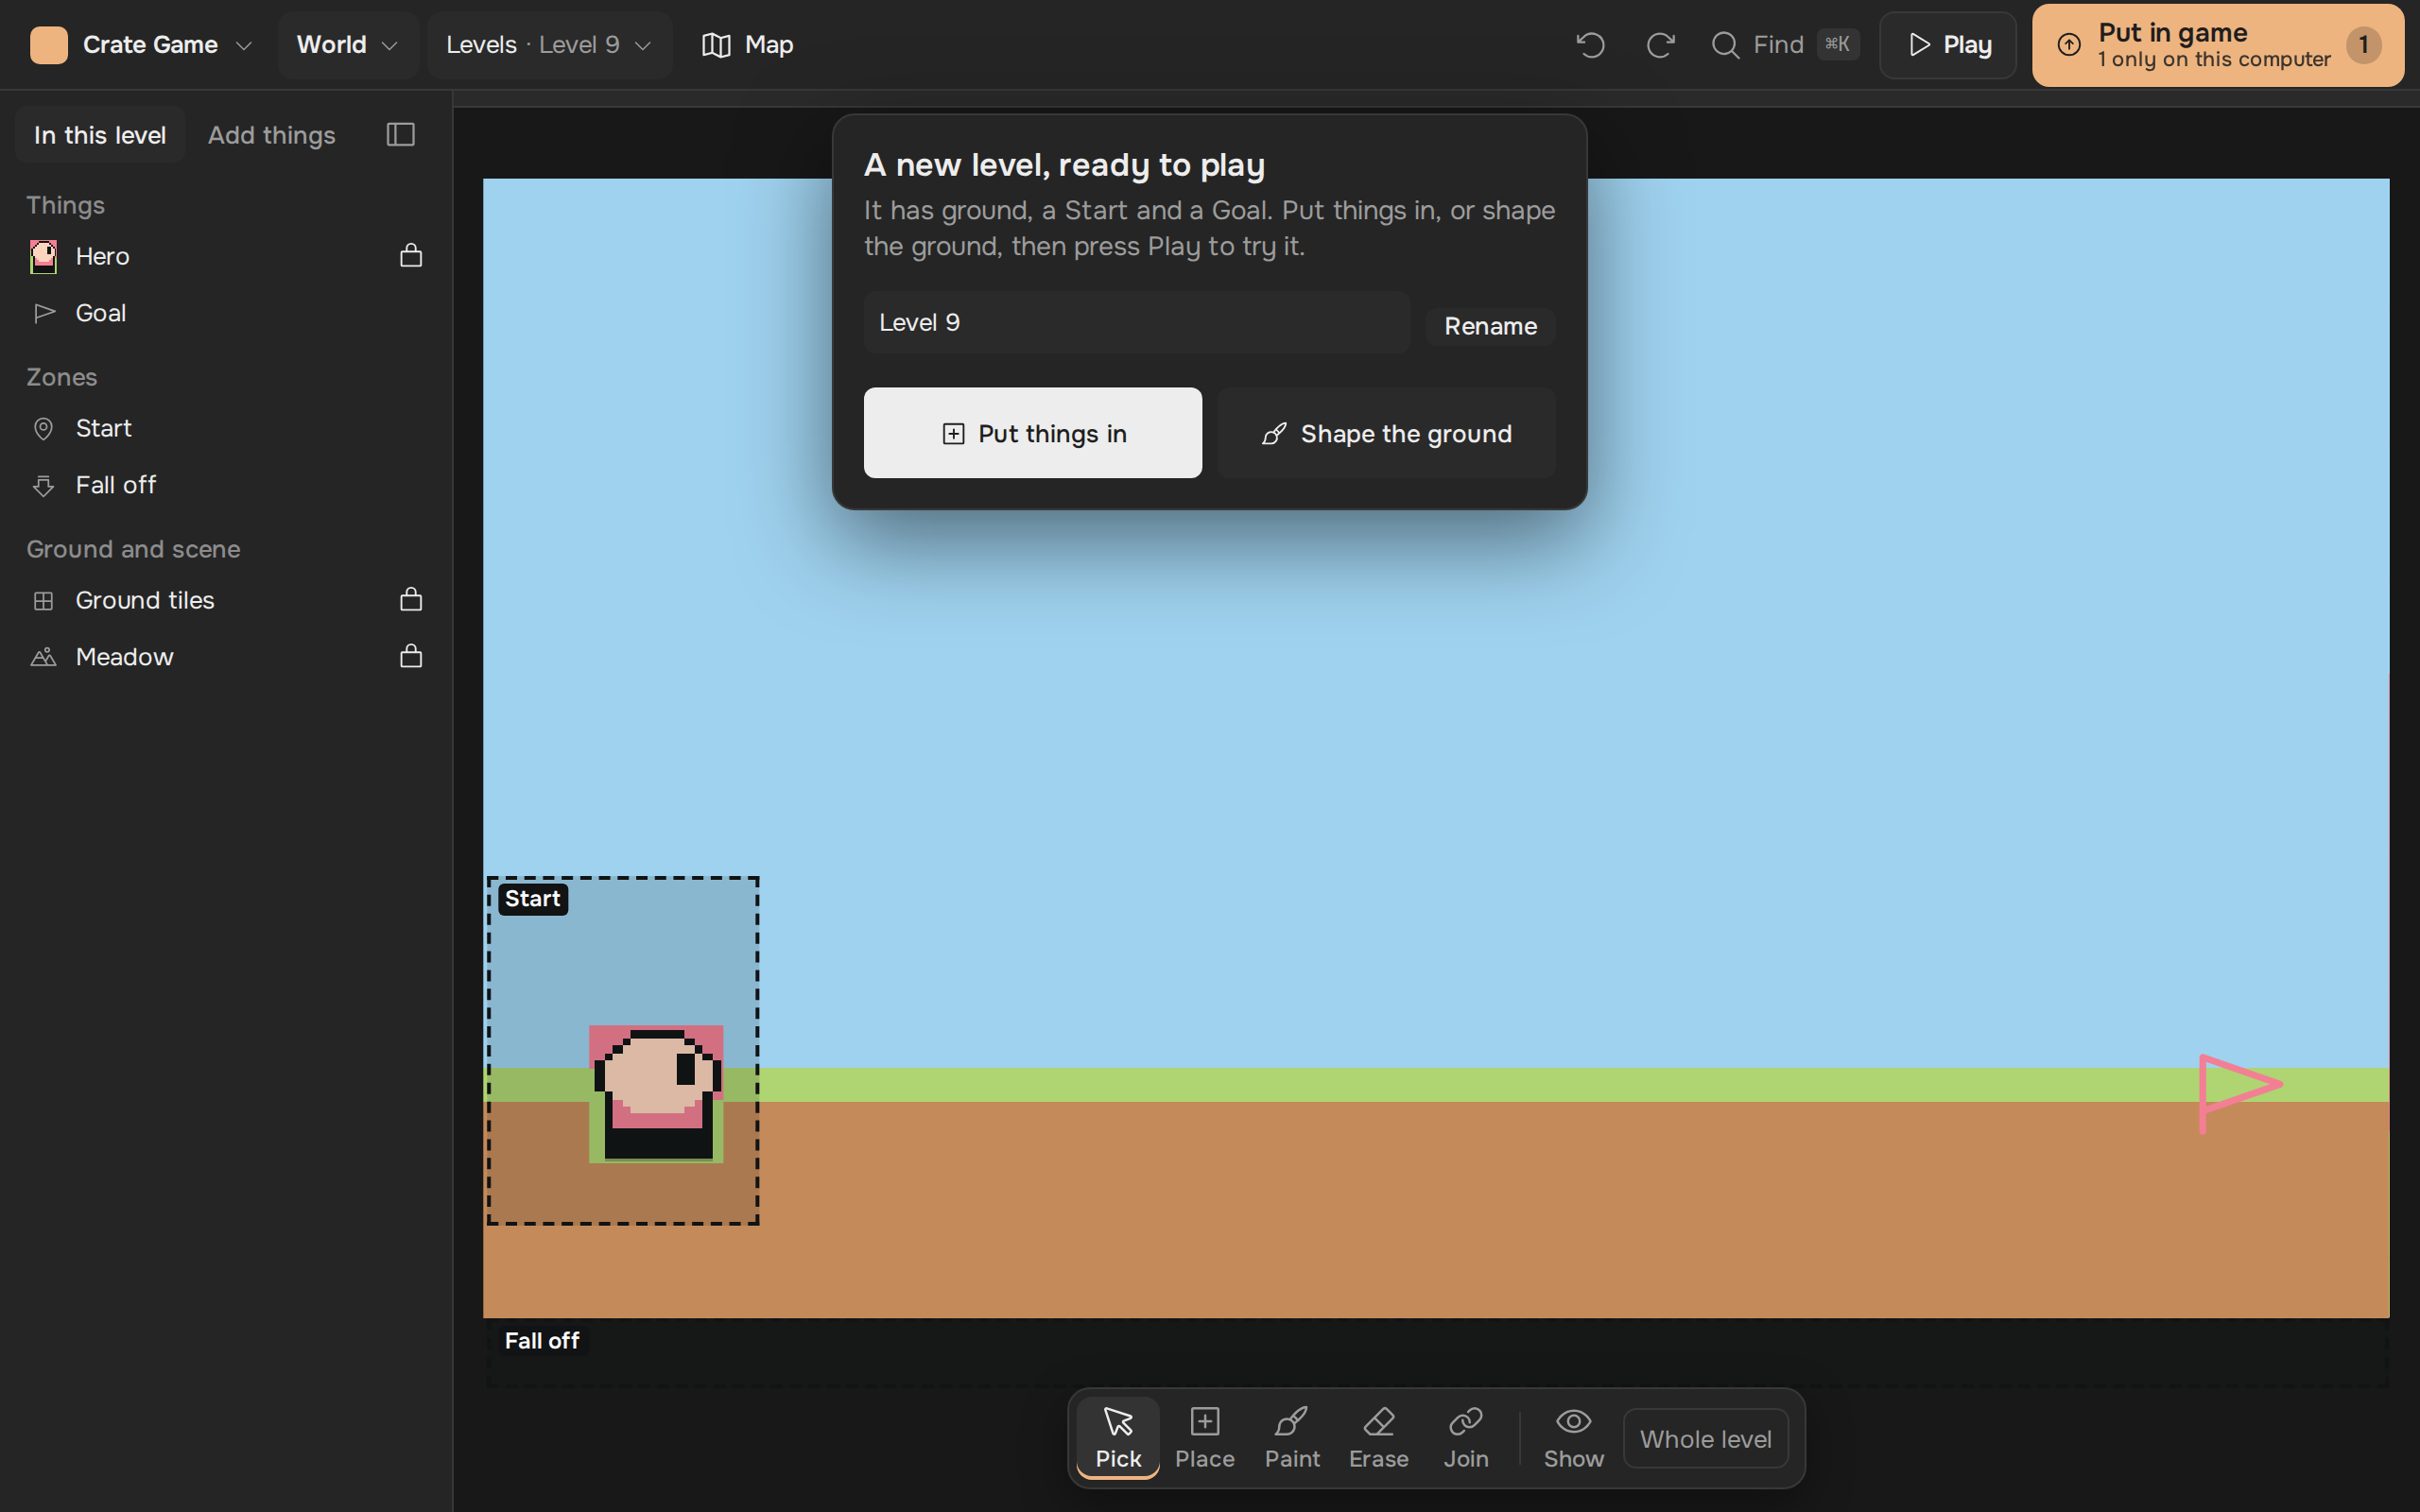 Crate Game
World
Levels · Level 9
Map
Find ⌘K
Play
Put in game
1 only on this computer
1
In this level
Add things
Things
Hero
Goal
Zones
Start
Fall off
Ground and scene
Ground tiles
Meadow
A new level, ready to play
It has ground, a Start and a Goal. Put things in, or shape
the ground, then press Play to try it.
Level 9
Rename
Put things in
Shape the ground
Start
Fall off
Pick
Place
Paint
Erase
Join
Show
Whole level